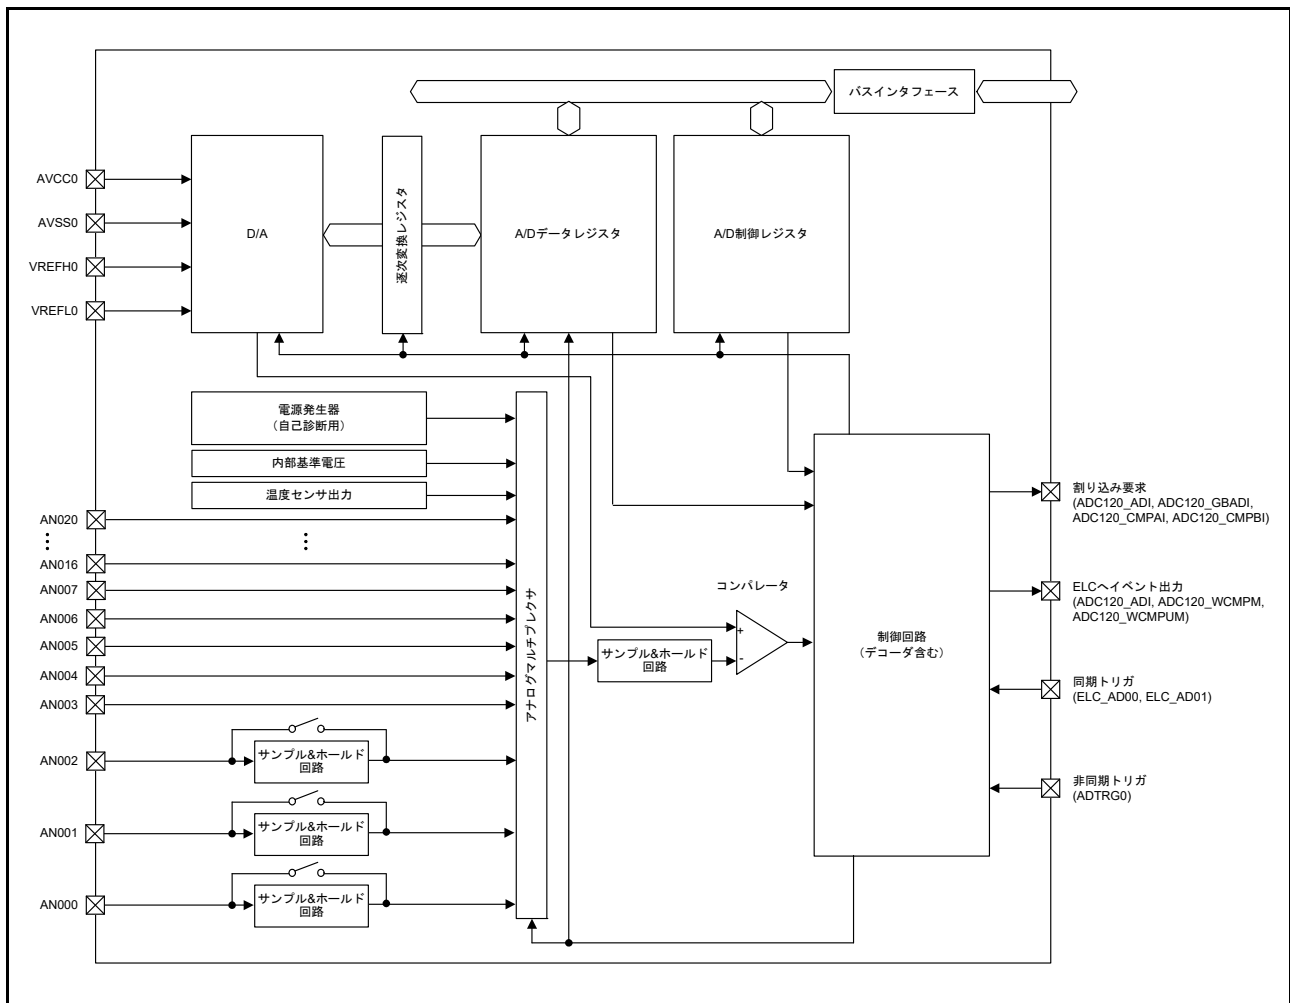 バスインタフェース
AVCC0
AVSS0
VREFH0
VREFL0
D/A
逐次変換レジスタ
A/Dデータレジスタ
A/D制御レジスタ
電源発生器
(自己診断用)
内部基準電圧
温度センサ出力
AN020
AN016
AN007
AN006
AN005
AN004
AN003
AN002
AN001
AN000
サンプル&ホールド
回路
サンプル&ホールド
回路
サンプル&ホールド
回路
アナログマルチプレクサ
サンプル&ホールド
回路
コンパレータ
+
-
制御回路
(デコーダ含む)
割り込み要求
(ADC120_ADI, ADC120_GBADI,
ADC120_CMPAI, ADC120_CMPBI)
ELCへイベント出力
(ADC120_ADI, ADC120_WCMPM,
ADC120_WCMPUM)
同期トリガ
(ELC_AD00, ELC_AD01)
非同期トリガ
(ADTRG0)